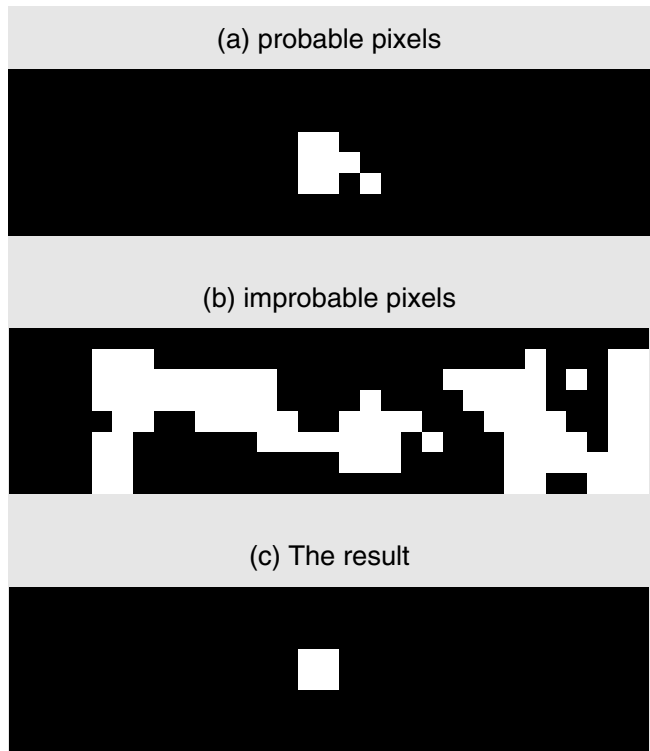 (a) probable pixels
(b) improbable pixels
(c) The result